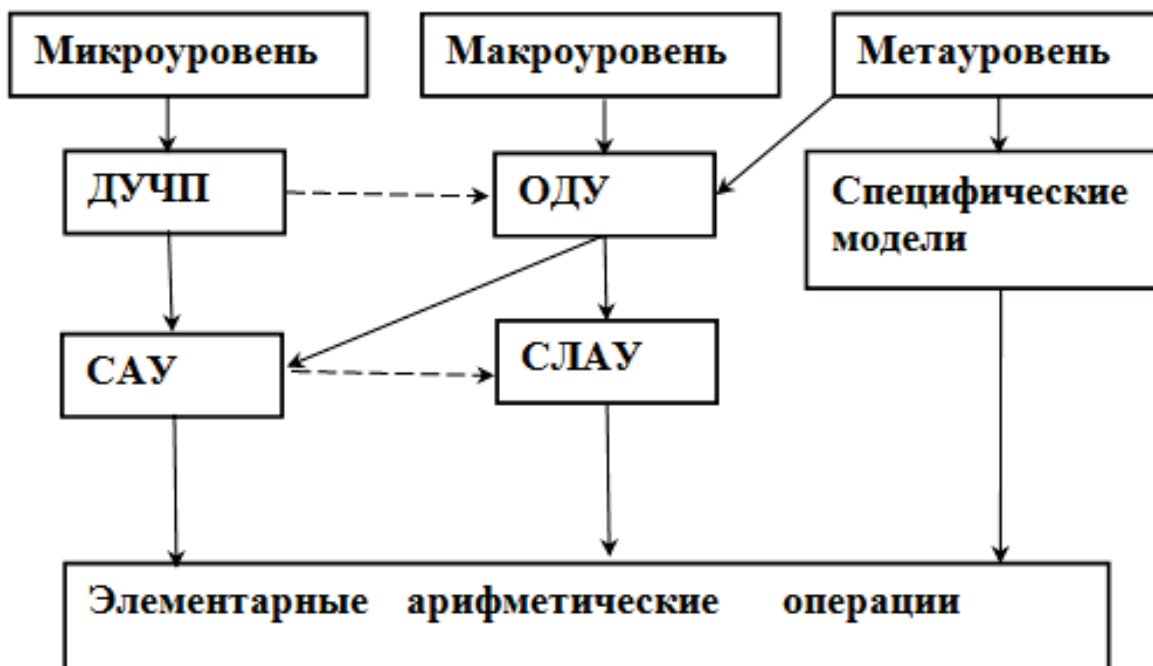 Микроуровень
Макроуровень
Метауровень
ДУЧП
ОДУ
Специфические
модели
САУ
СЛАУ
Элементарные арифметические операции